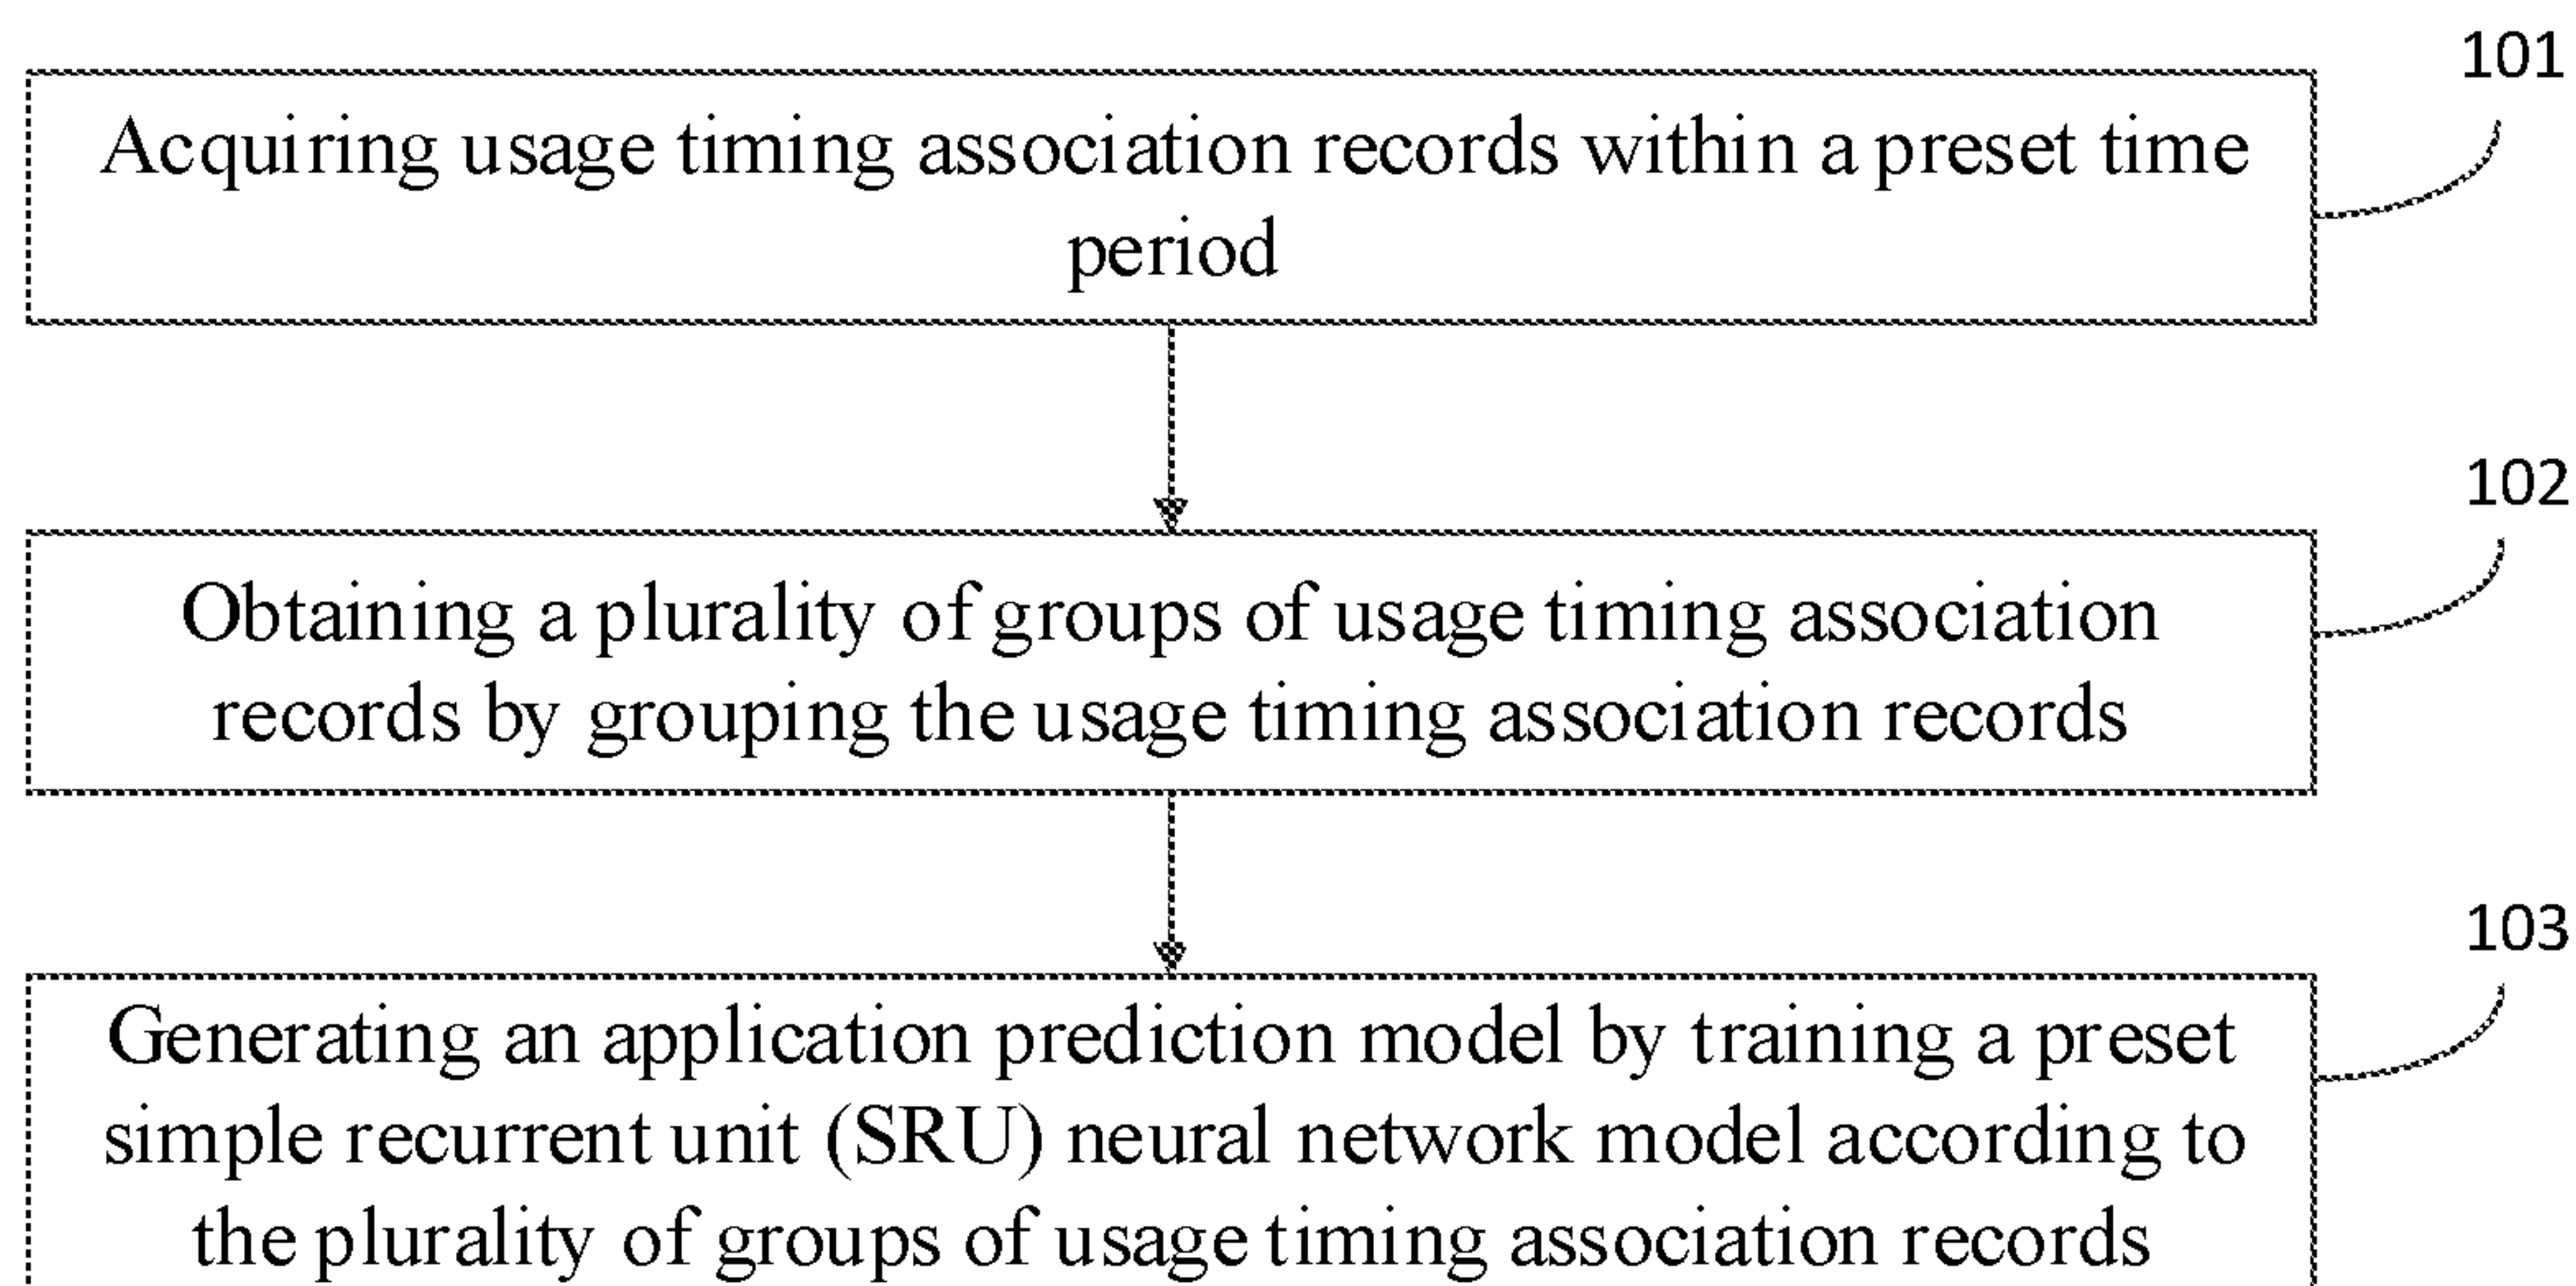 101
Acquiring usage timing association records within a preset time
period
102
Obtaining a plurality of groups of usage timing association
records by grouping the usage timing association records
103
Generating an application prediction model by training a preset
simple recurrent unit (SRU) neural network model according to
the plurality of groups of usage timing association records